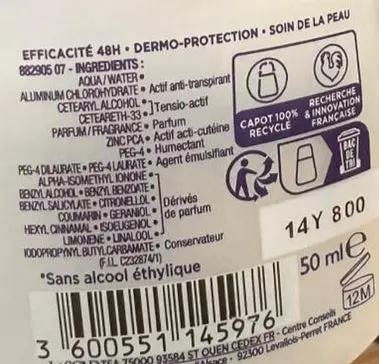 EFFICACITÉ 48H • DERMO-PROTECTION • SOIN DE LA PEAU
882905 07 - INGREDIENTS :
AQUA / WATER •
ALUMINUM CHLOROHYDRATE • Actif anti-transpirant
CETEARYL ALCOHOL • Tensio-actif
CETEARETH-33 •
PARFUM / FRAGRANCE • Parfum
ZINC PCA • Actif acti-cutéine
PEG-4 • Humectant
PEG-4 DILAURATE • PEG-4 LAURATE • Agent émulsifiant
ALPHA-ISOMETHYL IONONE •
BENZYL ALCOHOL • BENZYL BENZOATE •
BENZYL SALICYLATE • CITRONELLOL • Dérivés
COUMARIN • GERANIOL • de parfum
HEXYL CINNAMAL • ISOEUGENOL •
LIMONENE • LINALOOL •
IODOPROPYNYL BUTYLCARBAMATE • Conservateur
(F.I.L. C232874/1)
*Sans alcool éthylique
CAPOT 100%
RECYCLÉ
RECHERCHE
& INNOVATION
FRANÇAISE
BAC
DE
TRI
14Y 800
50 ml e
12M
3 600551 145976
75000 93584 ST OUEN CEDEX FR - Centre Conseils
92300 Levallois-Perret FRANCE